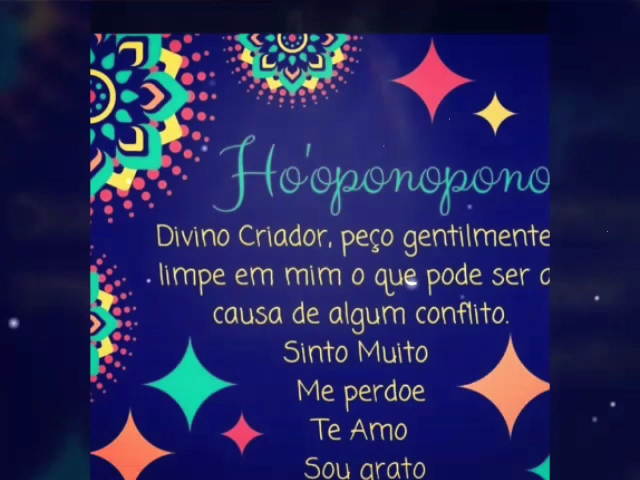 Ho'oponopono
Divino Criador, peço gentilmente
limpe em mim o que pode ser a
causa de algum conflito.
Sinto Muito
Me perdoe
Te Amo
Sou grato